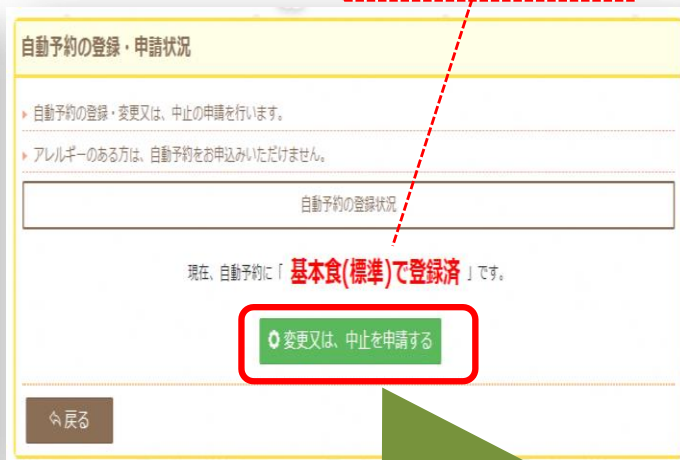 自動予約の登録・申請状況
自動予約の登録・変更又は、中止の申請を行います。
アレルギーのある方は、自動予約をお申込みいただけません。
自動予約の登録状況
現在、自動予約に「 基本食(標準)で登録済 」です。
変更又は、中止を申請する
戻る